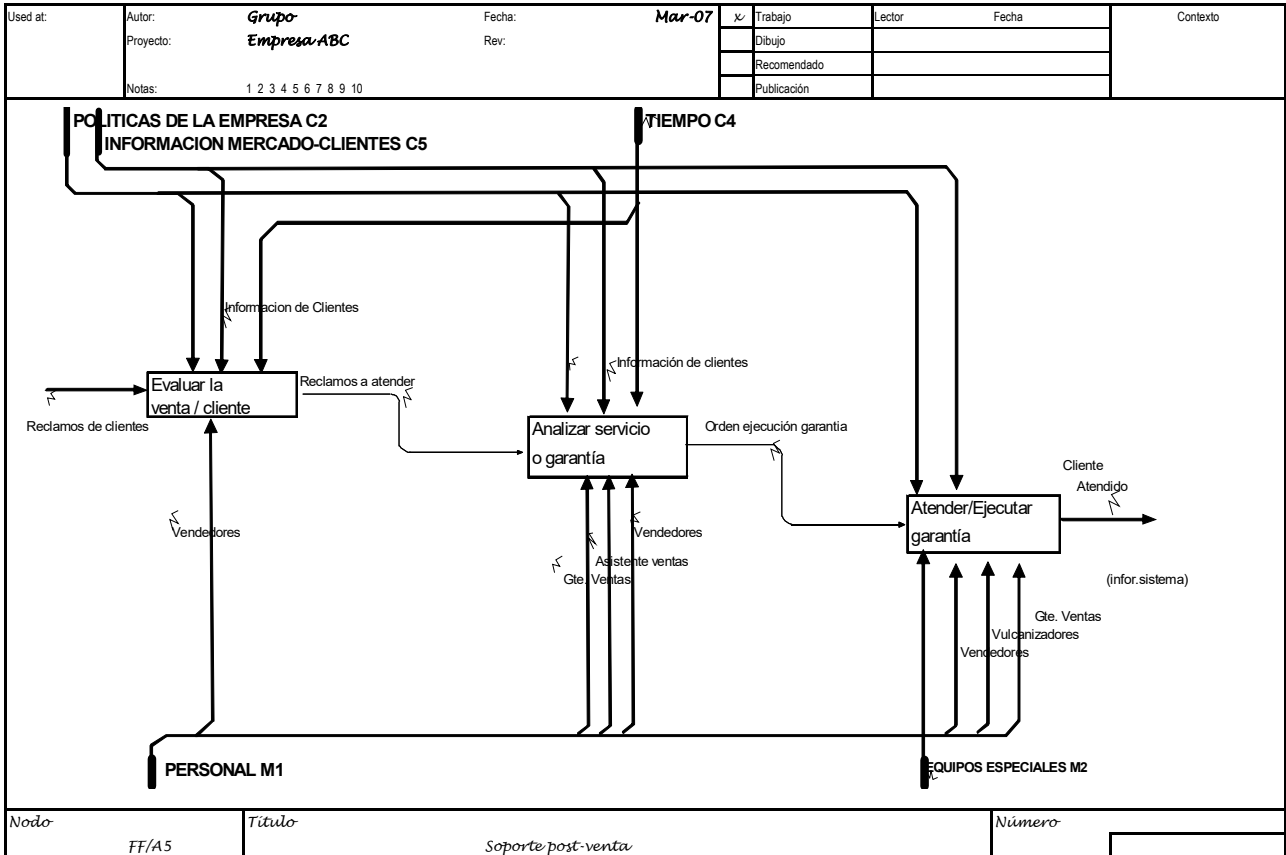 Used at: Autor: Grupo Fecha: Mar-07 x Trabajo Lector Fecha Contexto
Proyecto: Empresa ABC Rev: Dibujo
Recomendado
Notas: 1 2 3 4 5 6 7 8 9 10 Publicación
POLITICAS DE LA EMPRESA C2 TIEMPO C4
INFORMACION MERCADO-CLIENTES C5
Informacion de Clientes
Información de clientes
Evaluar la
venta / cliente
Reclamos a atender
Reclamos de clientes
Analizar servicio
o garantía
Orden ejecución garantia
Cliente
Atendido
Atender/Ejecutar
garantía
Vendedores
Vendedores
Asistente ventas
Gte. Ventas
(infor.sistema)
Gte. Ventas
Vulcanizadores
Vendedores
PERSONAL M1
EQUIPOS ESPECIALES M2
Nodo Título Número
FF/A5 Soporte post-venta